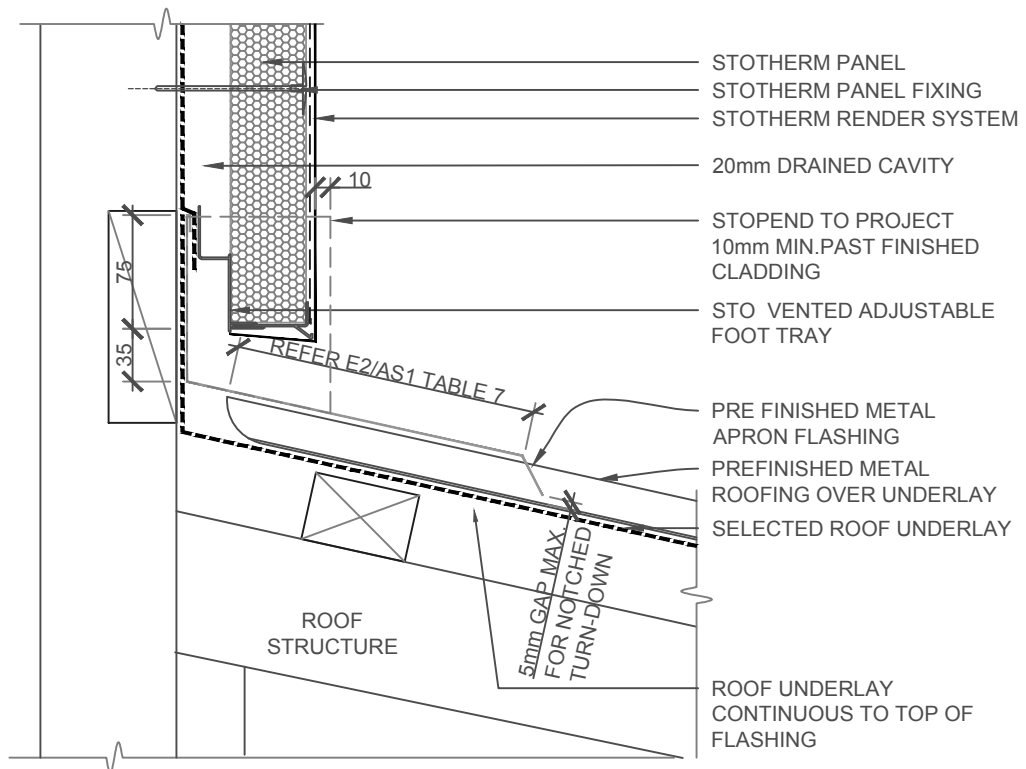 STOTHERM PANEL
STOTHERM PANEL FIXING
STOTHERM RENDER SYSTEM
20mm DRAINED CAVITY
10
STOPEND TO PROJECT
10mm MIN.PAST FINISHED
CLADDING
75
STO VENTED ADJUSTABLE
FOOT TRAY
35
REFER E2/AS1 TABLE 7
PRE FINISHED METAL
APRON FLASHING
PREFINISHED METAL
ROOFING OVER UNDERLAY
SELECTED ROOF UNDERLAY
5mm GAP MAX.
FOR NOTCHED
TURN-DOWN
ROOF
STRUCTURE
ROOF UNDERLAY
CONTINUOUS TO TOP OF
FLASHING